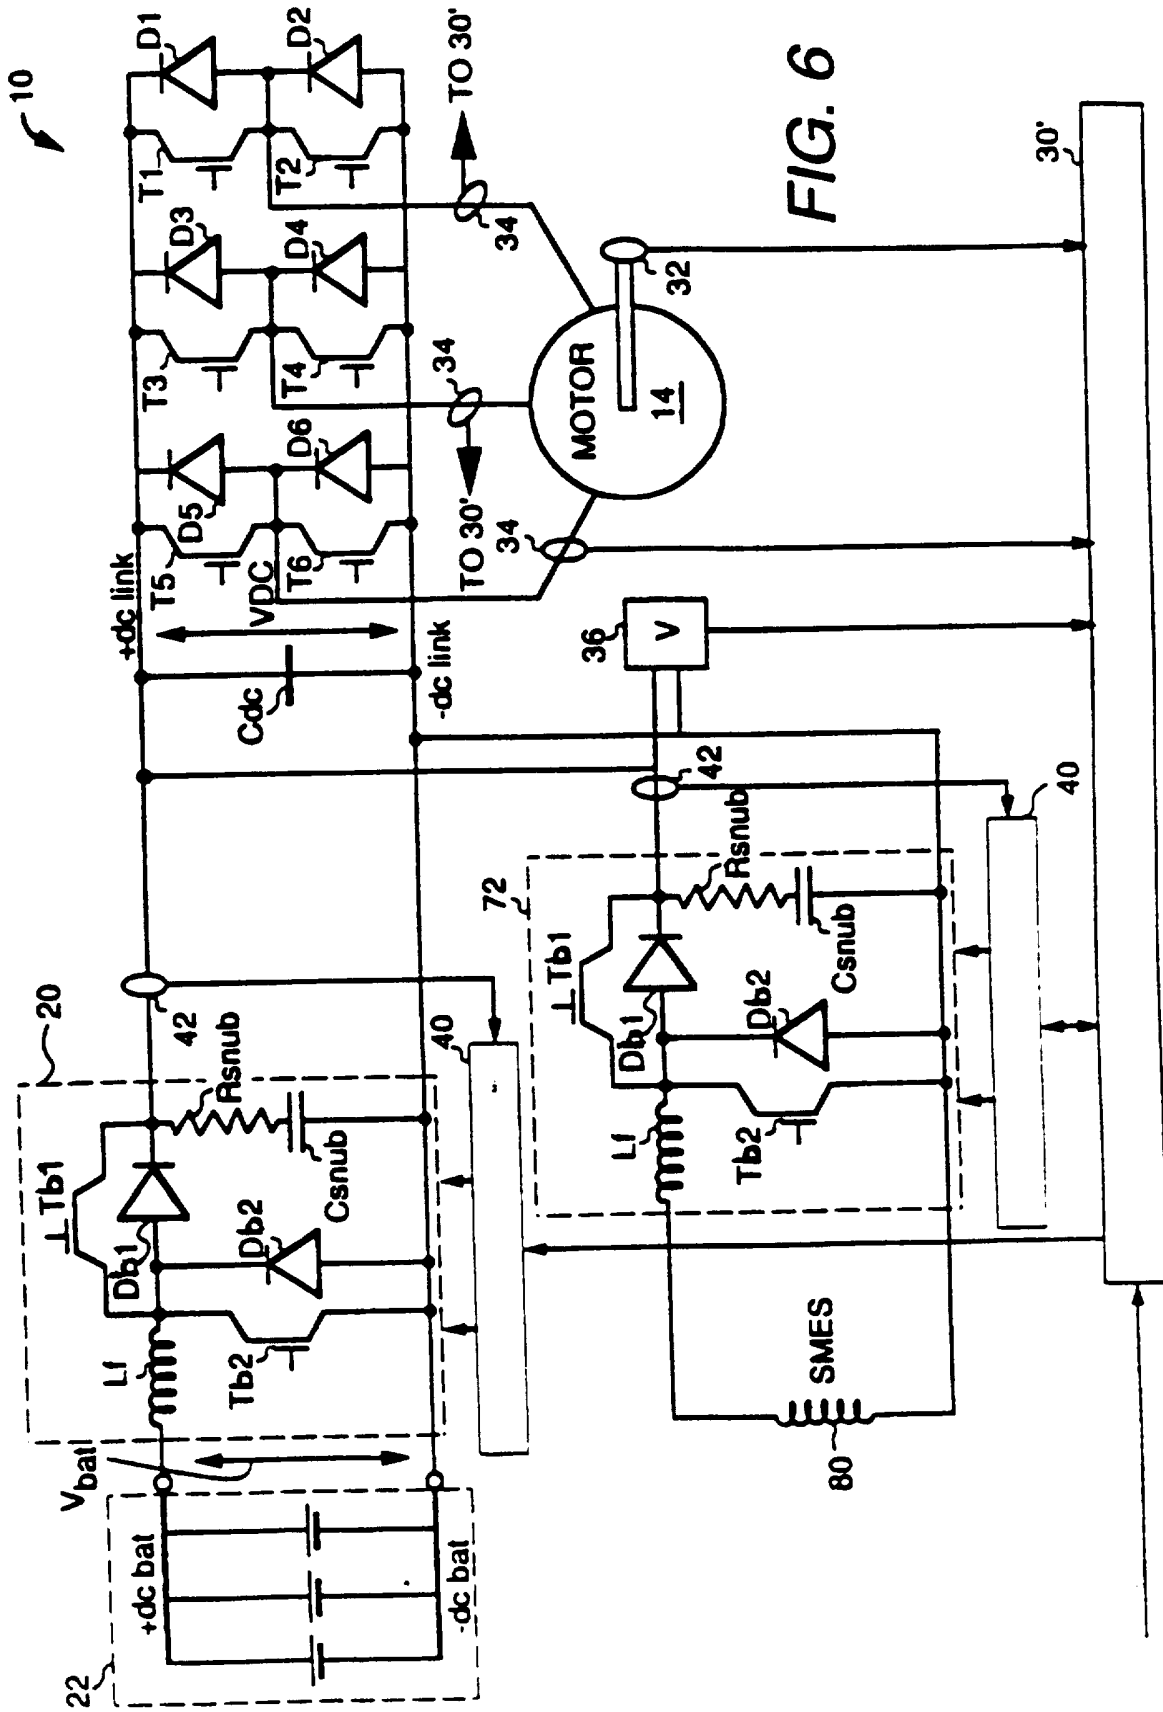 10
22
+dc bat
-dc bat
Vbat
20
Lf
Tb1
Db1
Tb2
Db2
Rsnub
Csnub
42
40
+dc link
-dc link
Cdc
VDC
T5
D5
T6
D6
T3
D3
T4
D4
T1
D1
T2
D2
34
TO 30'
34
TO 30'
34
MOTOR
14
32
36
V
72
Lf
Tb1
Db1
Tb2
Db2
Rsnub
Csnub
42
40
SMES
80
30'
FIG. 6